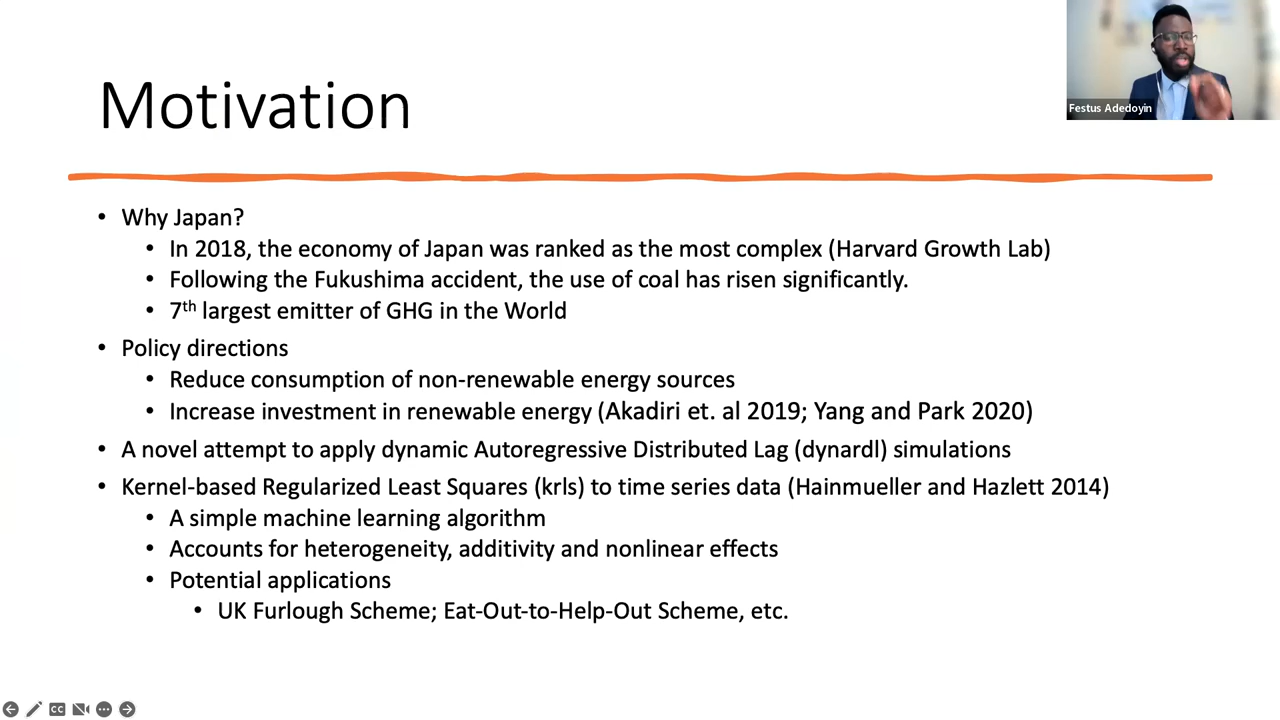 Motivation
Festus Adedoyin
• Why Japan?
• In 2018, the economy of Japan was ranked as the most complex (Harvard Growth Lab)
• Following the Fukushima accident, the use of coal has risen significantly.
• 7th largest emitter of GHG in the World
• Policy directions
• Reduce consumption of non-renewable energy sources
• Increase investment in renewable energy (Akadiri et. al 2019; Yang and Park 2020)
• A novel attempt to apply dynamic Autoregressive Distributed Lag (dynardl) simulations
• Kernel-based Regularized Least Squares (krls) to time series data (Hainmueller and Hazlett 2014)
• A simple machine learning algorithm
• Accounts for heterogeneity, additivity and nonlinear effects
• Potential applications
• UK Furlough Scheme; Eat-Out-to-Help-Out Scheme, etc.
CC